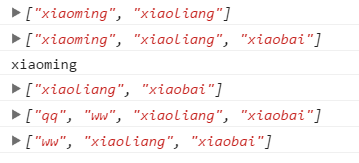 ["xiaoming", "xiaoliang"]
["xiaoming", "xiaoliang", "xiaobai"]
xiaoming
["xiaoliang", "xiaobai"]
["qq", "ww", "xiaoliang", "xiaobai"]
["ww", "xiaoliang", "xiaobai"]